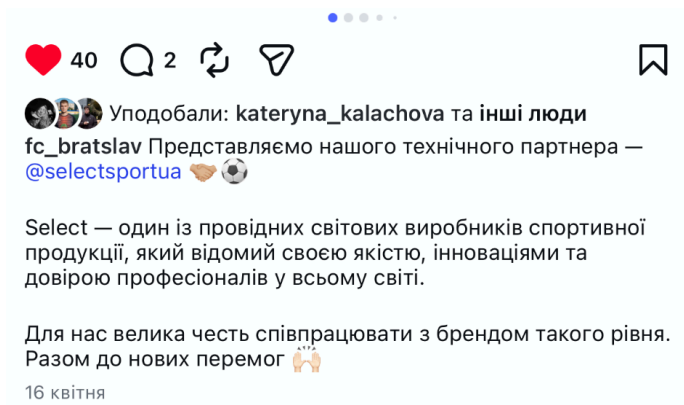 40 2
Уподобали: kateryna_kalachova та інші люди
fc_bratslav Представляємо нашого технічного партнера —
@selectsportua 🤝🏼⚽
Select — один із провідних світових виробників спортивної
продукції, який відомий своєю якістю, інноваціями та
довірою професіоналів у всьому світі.
Для нас велика честь співпрацювати з брендом такого рівня.
Разом до нових перемог 🙌🏻
16 квітня